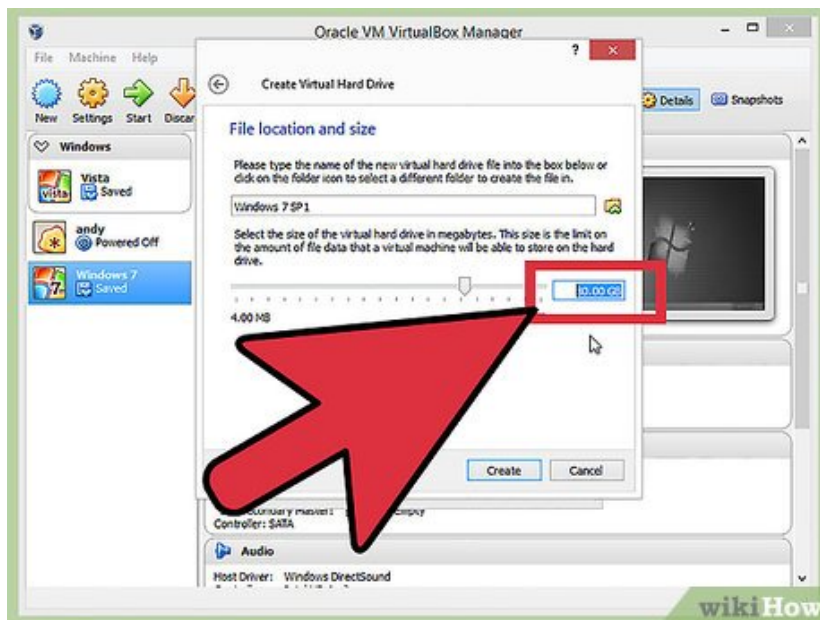 Oracle VM VirtualBox Manager
File Machine Help
?
Create Virtual Hard Drive
New Settings Start Discar
Details Snapshots
File location and size
Windows
Please type the name of the new virtual hard drive file into the box below or
click on the folder icon to select a different folder to create the file in.
Vista
Saved
vista
Windows 7 SP1
andy
Powered Off
Select the size of the virtual hard drive in megabytes. This size is the limit on
the amount of file data that a virtual machine will be able to store on the hard
drive.
Windows 7
Saved
7
4.00 MB
Create Cancel
Controller: SATA
Audio
Host Driver: Windows DirectSound
wikiHow